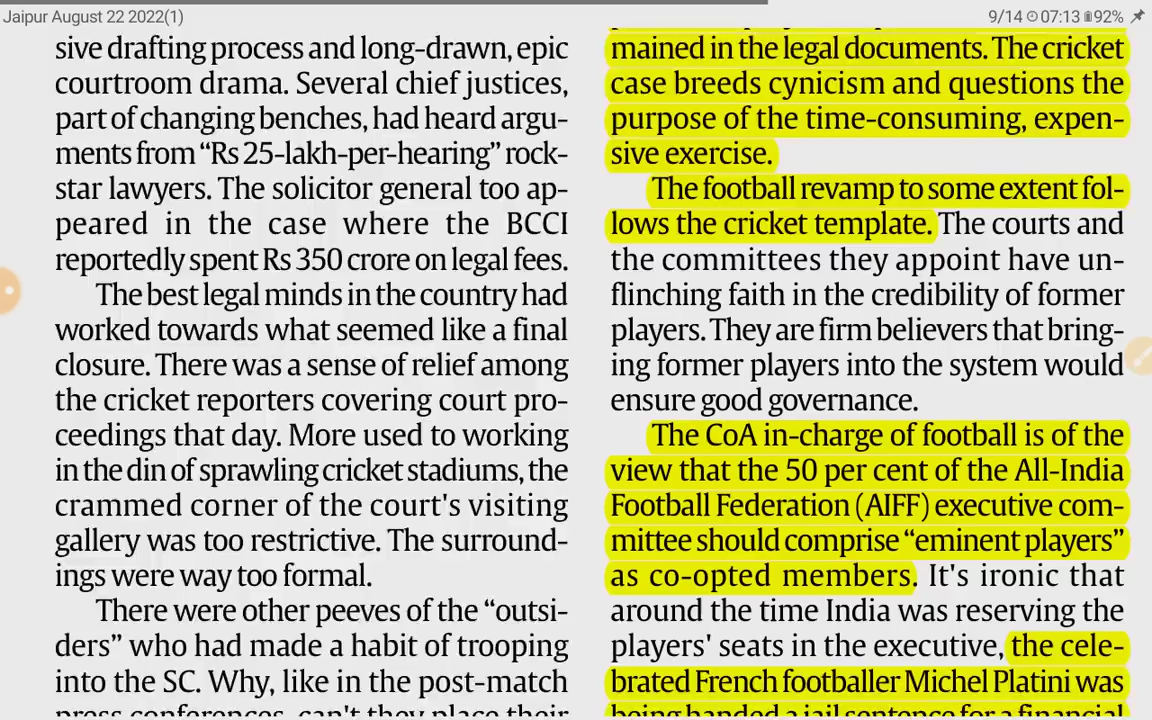 Jaipur August 22 2022(1)
9/14 07:13 92%
sive drafting process and long-drawn, epic
courtroom drama. Several chief justices,
part of changing benches, had heard argu-
ments from “Rs 25-lakh-per-hearing” rock-
star lawyers. The solicitor general too ap-
peared in the case where the BCCI
reportedly spent Rs 350 crore on legal fees.
The best legal minds in the country had
worked towards what seemed like a final
closure. There was a sense of relief among
the cricket reporters covering court pro-
ceedings that day. More used to working
in the din of sprawling cricket stadiums, the
crammed corner of the court's visiting
gallery was too restrictive. The surround-
ings were way too formal.
There were other peeves of the “outsi-
ders” who had made a habit of trooping
into the SC. Why, like in the post-match
press conferences, can't they place their
mained in the legal documents. The cricket
case breeds cynicism and questions the
purpose of the time-consuming, expen-
sive exercise.
The football revamp to some extent fol-
lows the cricket template. The courts and
the committees they appoint have un-
flinching faith in the credibility of former
players. They are firm believers that bring-
ing former players into the system would
ensure good governance.
The CoA in-charge of football is of the
view that the 50 per cent of the All-India
Football Federation (AIFF) executive com-
mittee should comprise “eminent players”
as co-opted members. It's ironic that
around the time India was reserving the
players' seats in the executive, the cele-
brated French footballer Michel Platini was
being handed a jail sentence for a financial